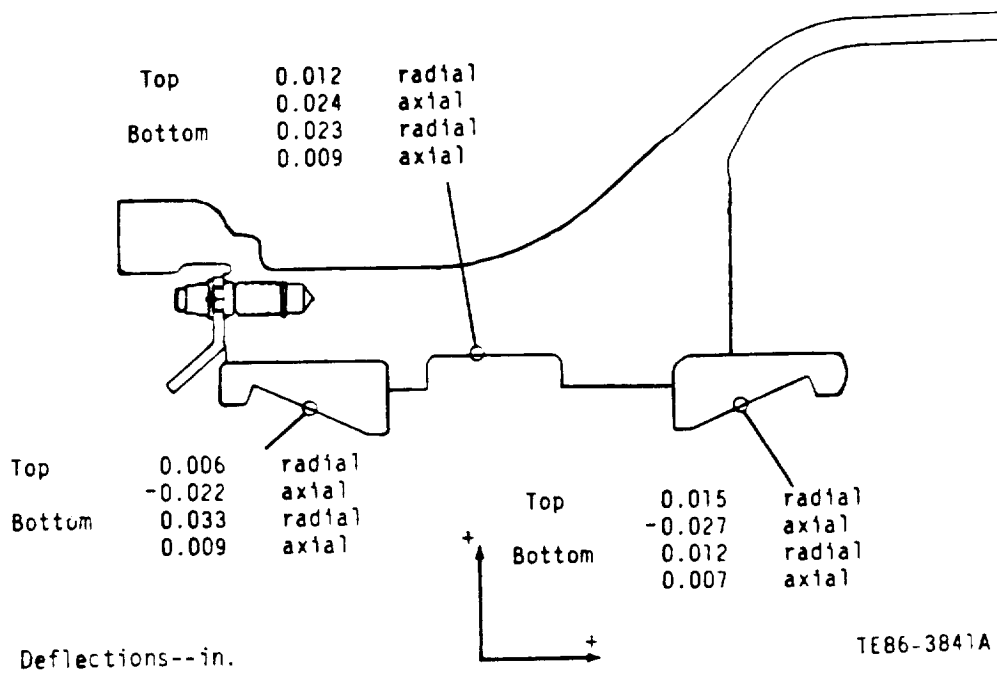 Top 0.012 radial
0.024 axial
Bottom 0.023 radial
0.009 axial
Top 0.006 radial
-0.022 axial
Bottom 0.033 radial
0.009 axial
Top 0.015 radial
-0.027 axial
Bottom 0.012 radial
0.007 axial
+
+
Deflections--in.
TE86-3841A